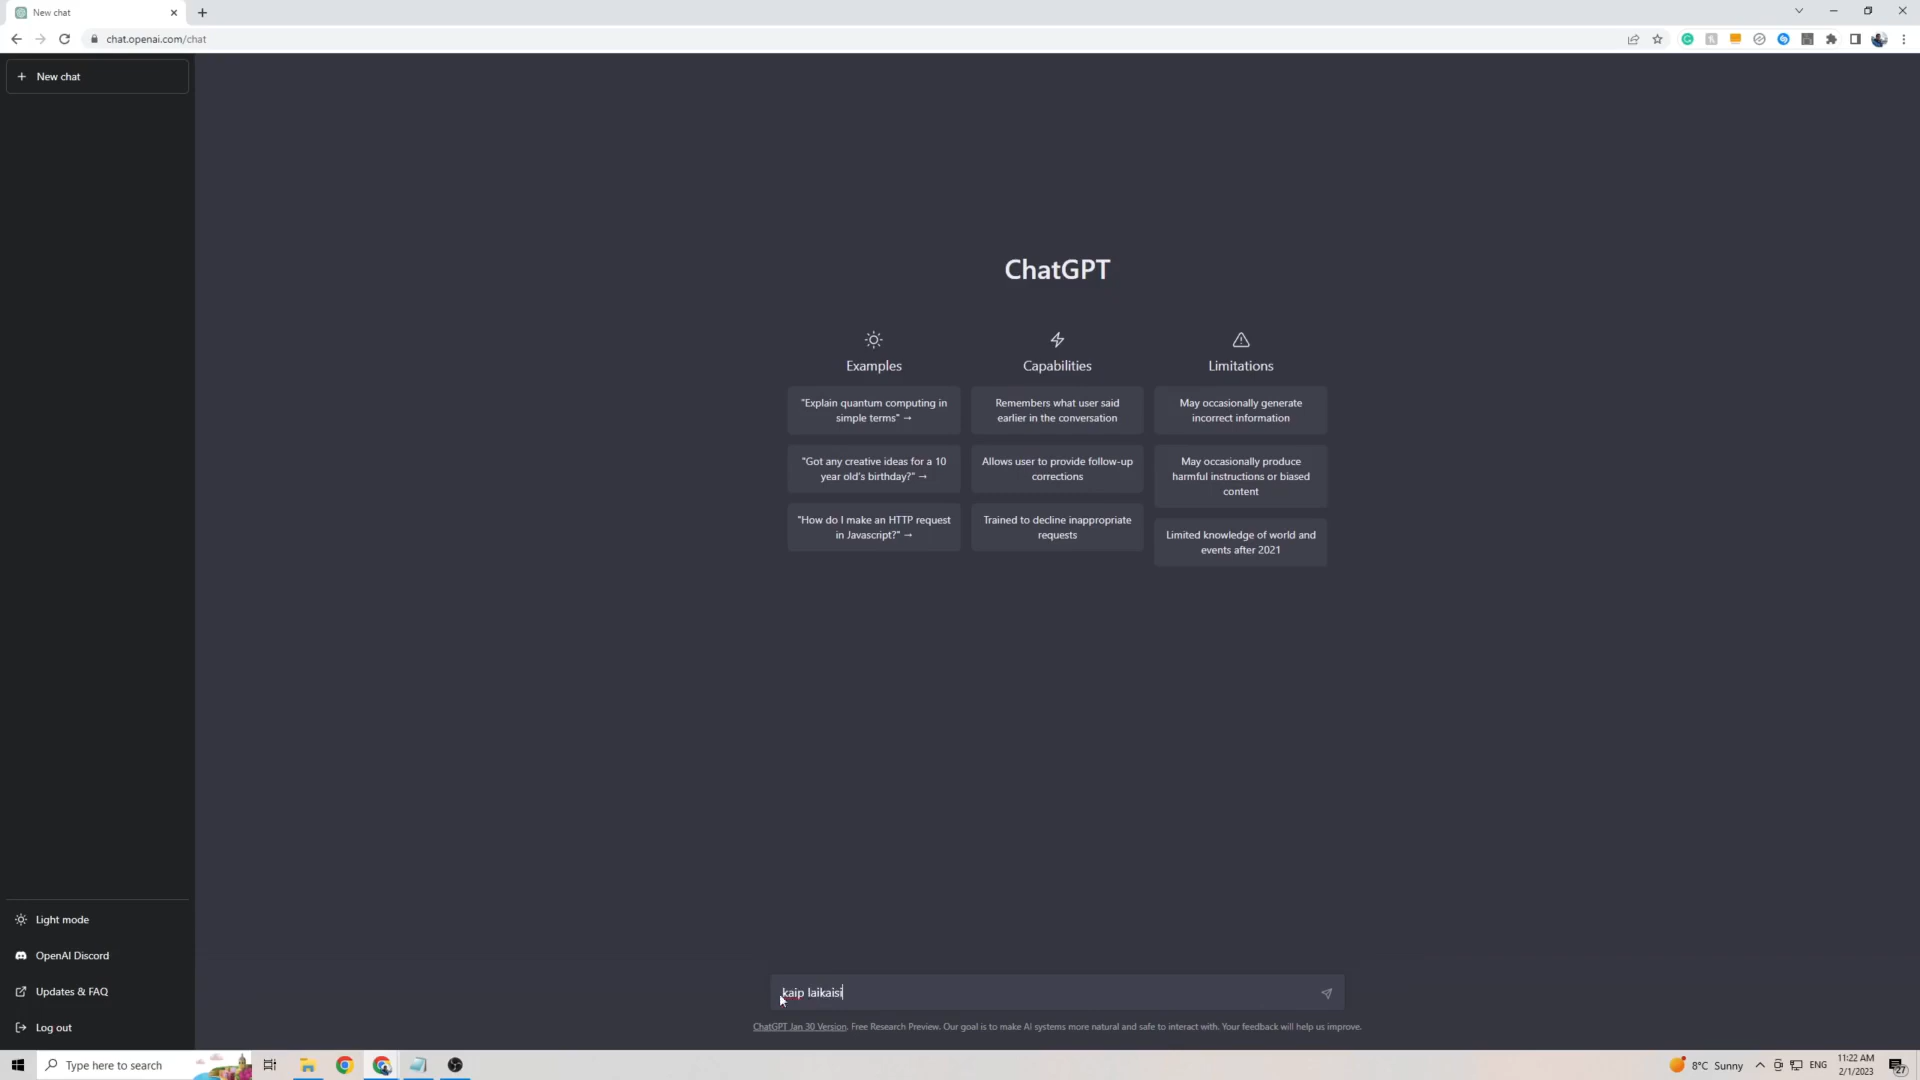 New chat
chat.openai.com/chat
New chat
ChatGPT
Examples
"Explain quantum computing in
simple terms" →
"Got any creative ideas for a 10
year old's birthday?" →
"How do I make an HTTP request
in Javascript?" →
Capabilities
Remembers what user said
earlier in the conversation
Allows user to provide follow-up
corrections
Trained to decline inappropriate
requests
Limitations
May occasionally generate
incorrect information
May occasionally produce
harmful instructions or biased
content
Limited knowledge of world and
events after 2021
Light mode
OpenAI Discord
Updates & FAQ
Log out
kaip laikaisi
ChatGPT Jan 30 Version. Free Research Preview. Our goal is to make AI systems more natural and safe to interact with. Your feedback will help us improve.
Type here to search
8°C Sunny
ENG
11:22 AM
2/1/2023
27